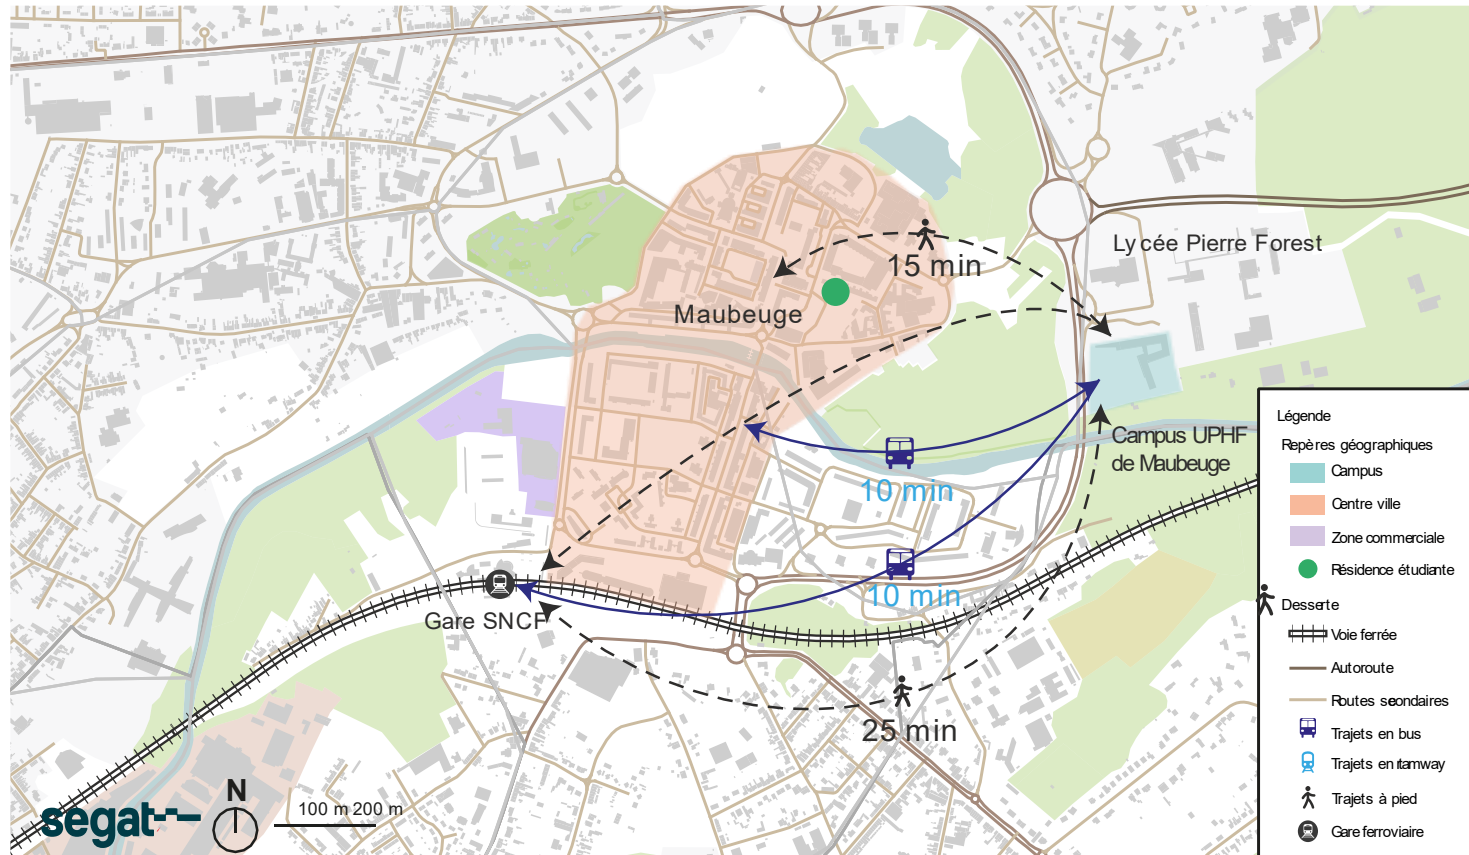 15 min
Lycée Pierre Forest
Maubeuge
Campus UPHF
de Maubeuge
10 min
10 min
Gare SNCF
25 min
Légende
Repères géographiques
Campus
Centre ville
Zone commerciale
Résidence étudiante
Desserte
Voie ferrée
Autoroute
Routes secondaires
Trajets en bus
Trajets en tramway
Trajets à pied
Gare ferroviaire
segat
N
100 m 200 m